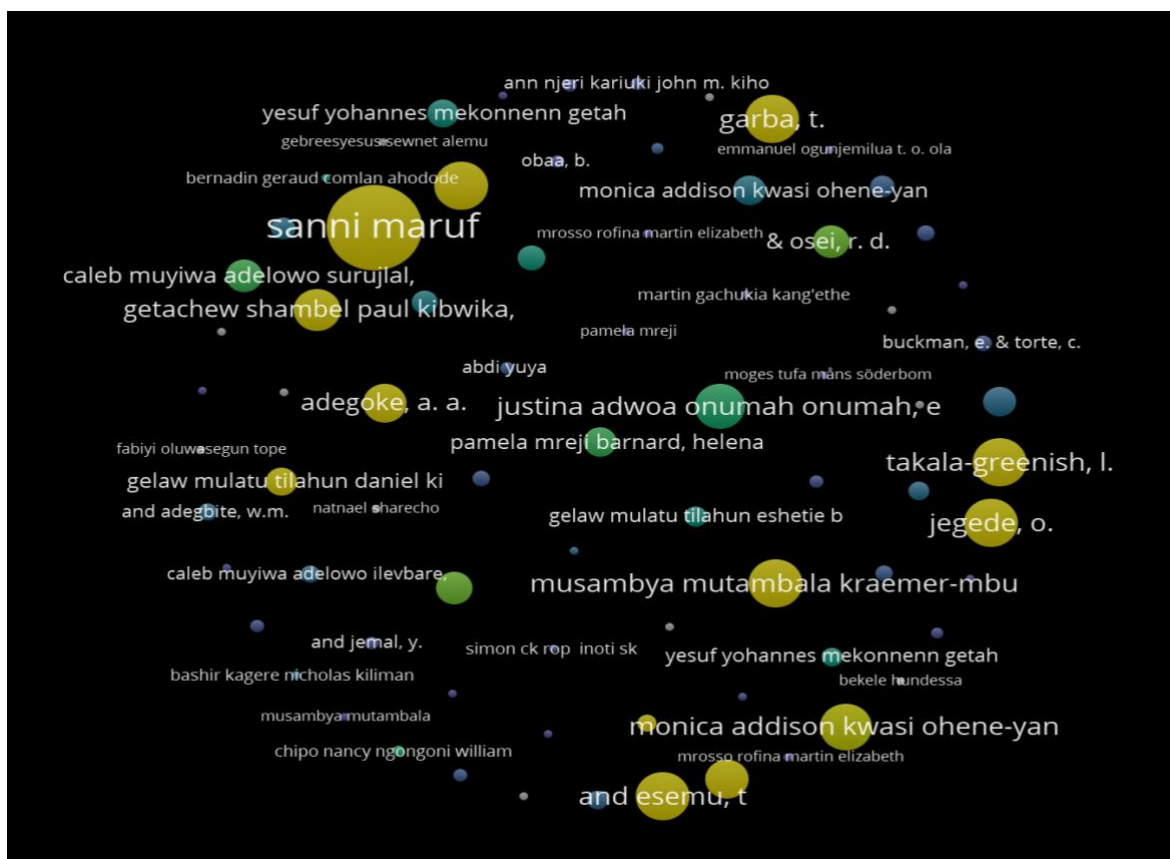 ann njeri kariuki john m. kiho
yesuf yohannes mekonnenn getah
garba, t.
gebreesyesus sewnet alemu
emmanuel ogunjemilua t. o. ola
obaa, b.
bernadin geraud comlan ahodode
monica addison kwasi ohene-yan
sanni maruf
mrosso rofina martin elizabeth
& osei, r. d.
caleb muyiwa adelowo surujlal,
martin gachukia kang'ethe
getachew shambel paul kibwika,
pamela mreji
buckman, e. & torte, c.
abdi yuya
moges tufa måns söderbom
adegoke, a. a.
justina adwoa onumah onumah, e
pamela mreji barnard, helena
fabiyi oluwasegun tope
takala-greenish, l.
gelaw mulatu tilahun daniel ki
natnael sharecho
and adegbite, w.m.
gelaw mulatu tilahun eshetie b
jegede, o.
caleb muyiwa adelowo ilevbare,
musambya mutambala kraemer-mbu
and jemal, y.
simon ck rop inoti sk
yesuf yohannes mekonnenn getah
bashir kagere nicholas kiliman
bekele hundessa
musambya mutambala
monica addison kwasi ohene-yan
chipo nancy ngongoni william
mrosso rofina martin elizabeth
and esemu, t